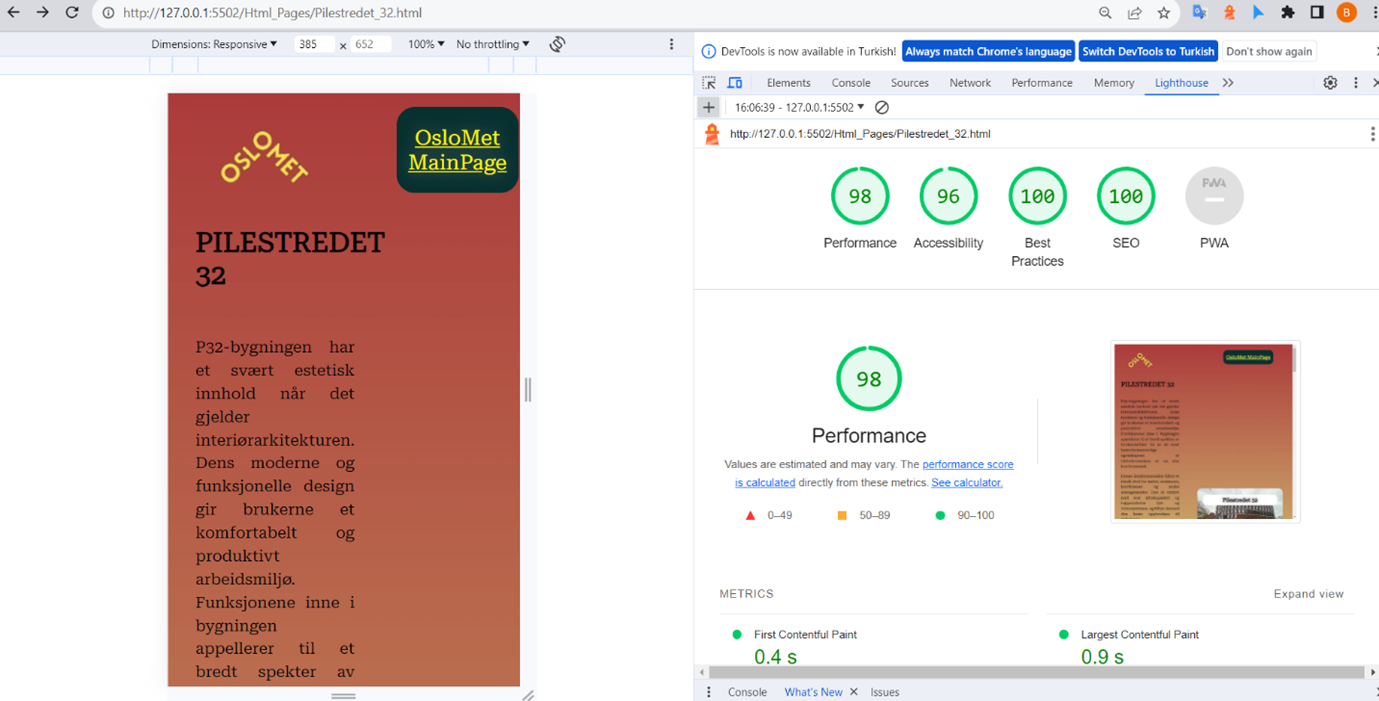 http://127.0.0.1:5502/Html_Pages/Pilestredet_32.html
B
Dimensions: Responsive
385
x
652
100%
No throttling
OSLOMET
OsloMet
MainPage
PILESTREDET
32
P32-bygningen har
et svært estetisk
innhold når det
gjelder
interiørarkitekturen.
Dens moderne og
funksjonelle design
gir brukerne et
komfortabelt og
produktivt
arbeidsmiljø.
Funksjonene inne i
bygningen
appellerer til et
bredt spekter av
DevTools is now available in Turkish!
Always match Chrome's language
Switch DevTools to Turkish
Don't show again
Elements
Console
Sources
Network
Performance
Memory
Lighthouse
16:06:39 - 127.0.0.1:5502
http://127.0.0.1:5502/Html_Pages/Pilestredet_32.html
98
96
100
100
PWA
Performance
Accessibility
Best
Practices
SEO
PWA
98
Performance
Values are estimated and may vary. The performance score
is calculated directly from these metrics. See calculator.
0–49
50–89
90–100
OSLOMET
OsloMet MainPage
PILESTREDET 32
Pilestredet 32
METRICS
Expand view
First Contentful Paint
0.4 s
Largest Contentful Paint
0.9 s
Console
What's New
Issues